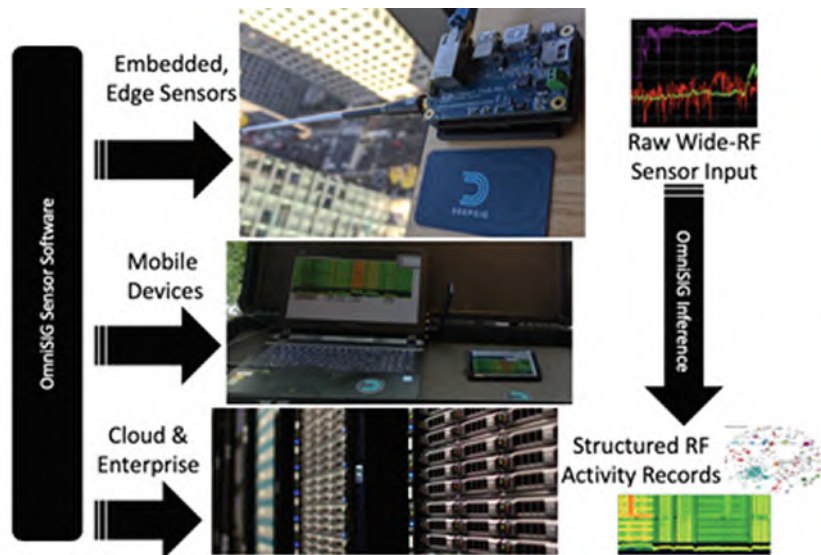 OmniSIG Sensor Software
Embedded,
Edge Sensors
DEEPSIG
Mobile
Devices
Cloud &
Enterprise
Raw Wide-RF
Sensor Input
OmniSIG Inference
Structured RF
Activity Records